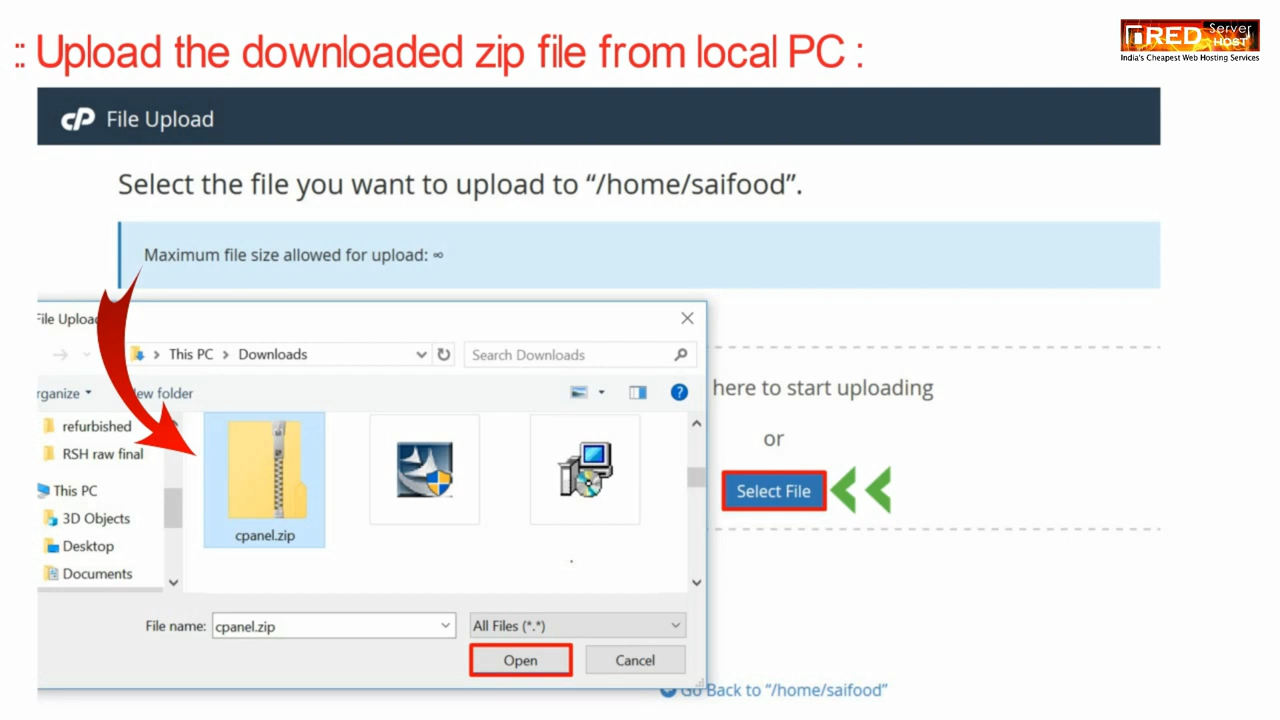 :: Upload the downloaded zip file from local PC :
RED Server
HOST
India's Cheapest Web Hosting Services
cP File Upload
Select the file you want to upload to “/home/saifood”.
Maximum file size allowed for upload: ∞
File Upload
This PC > Downloads
Search Downloads
rganize
ew folder
refurbished
RSH raw final
This PC
3D Objects
Desktop
Documents
cpanel.zip
File name: cpanel.zip
All Files (*.*)
Open
Cancel
here to start uploading
or
Select File
Go Back to “/home/saifood”